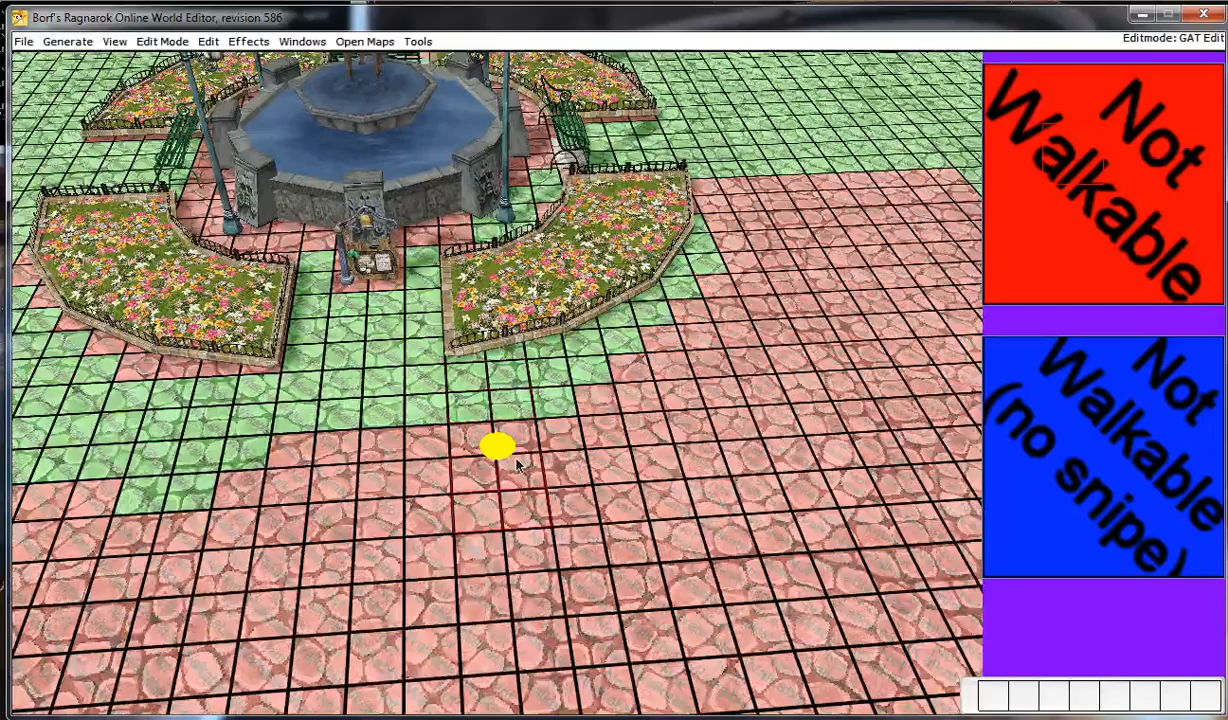 Borf's Ragnarok Online World Editor, revision 586
File Generate View Edit Mode Edit Effects Windows Open Maps Tools
Editmode: GAT Edit
Not
Walkable
Not
Walkable
(no snipe)